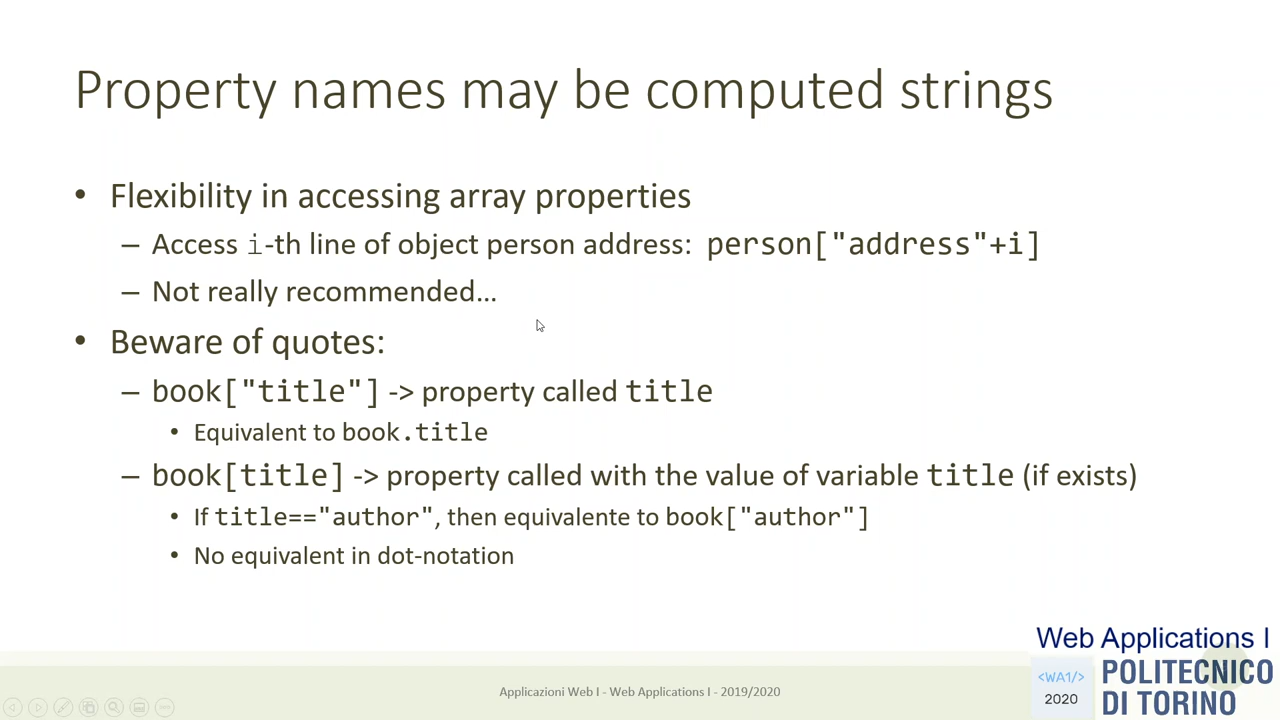 Property names may be computed strings
• Flexibility in accessing array properties
– Access i-th line of object person address: person["address"+i]
– Not really recommended…
• Beware of quotes:
– book["title"] -> property called title
• Equivalent to book.title
– book[title] -> property called with the value of variable title (if exists)
• If title=="author", then equivalente to book["author"]
• No equivalent in dot-notation
Applicazioni Web I - Web Applications I - 2019/2020
Web Applications I
<WA1/>
2020
POLITECNICO
DI TORINO